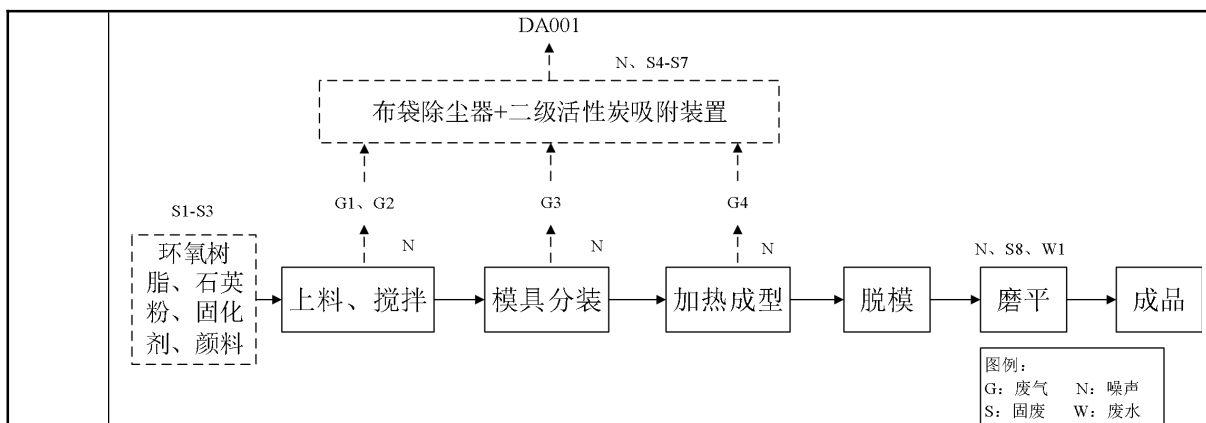 DA001
N、S4-S7
布袋除尘器+二级活性炭吸附装置
S1-S3
G1、G2
G3
G4
N
N
N
N、S8、W1
环氧树
脂、石英
粉、固化
剂、颜料
上料、搅拌
模具分装
加热成型
脱模
磨平
成品
图例:
G:废气 N:噪声
S:固废 W:废水